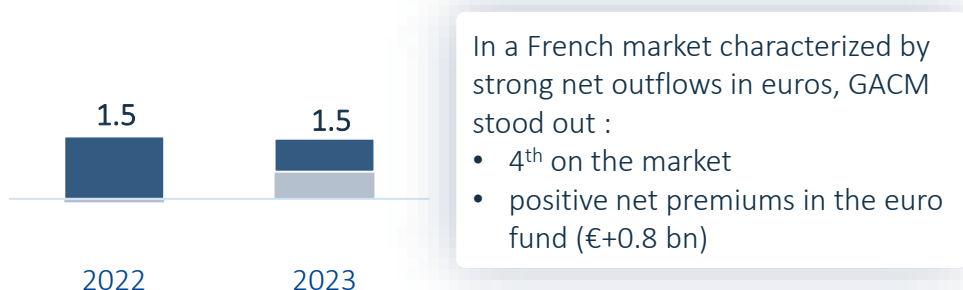 1.5
1.5
2022
2023
In a French market characterized by
strong net outflows in euros, GACM
stood out :
• 4th on the market
• positive net premiums in the euro
fund (€+0.8 bn)